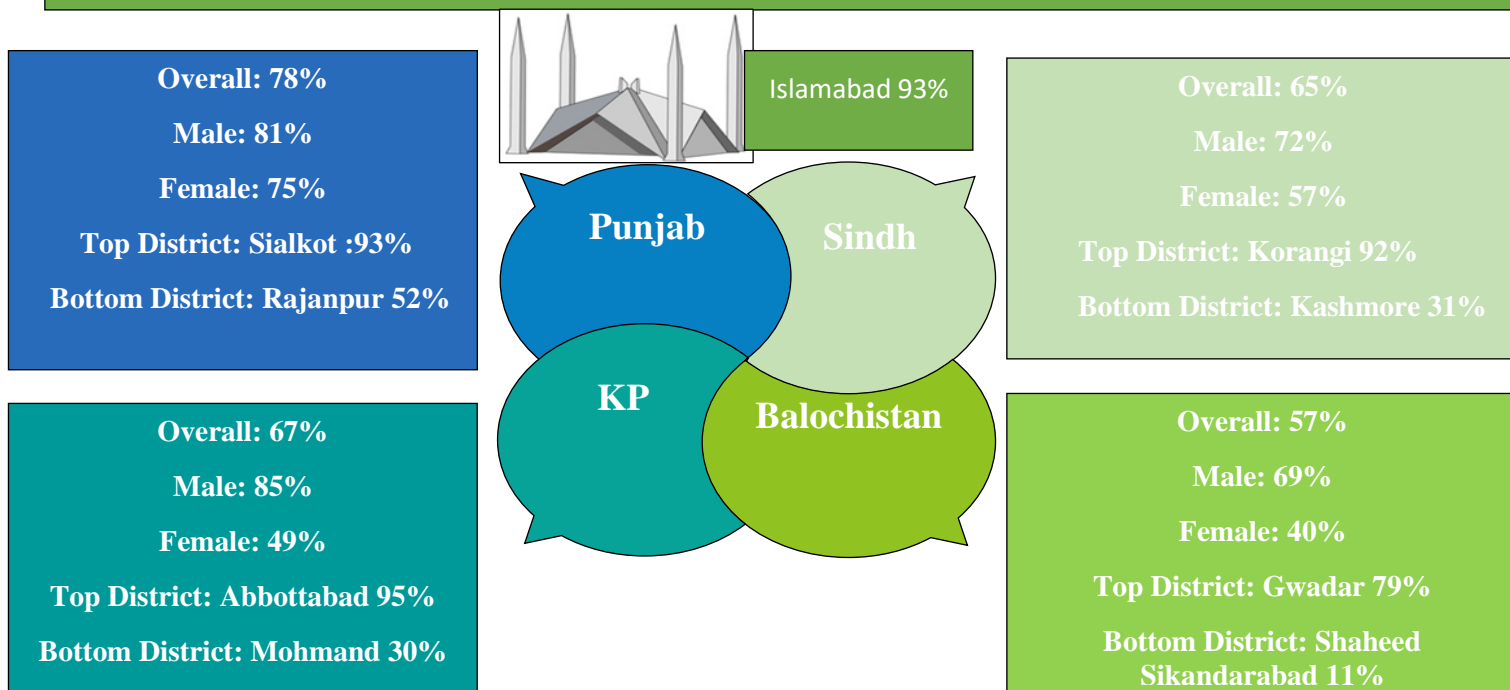 Islamabad 93%
Overall: 78%
Male: 81%
Female: 75%
Top District: Sialkot :93%
Bottom District: Rajanpur 52%
Punjab
Sindh
Overall: 65%
Male: 72%
Female: 57%
Top District: Korangi 92%
Bottom District: Kashmore 31%
KP
Balochistan
Overall: 67%
Male: 85%
Female: 49%
Top District: Abbottabad 95%
Bottom District: Mohmand 30%
Overall: 57%
Male: 69%
Female: 40%
Top District: Gwadar 79%
Bottom District: Shaheed
Sikandarabad 11%